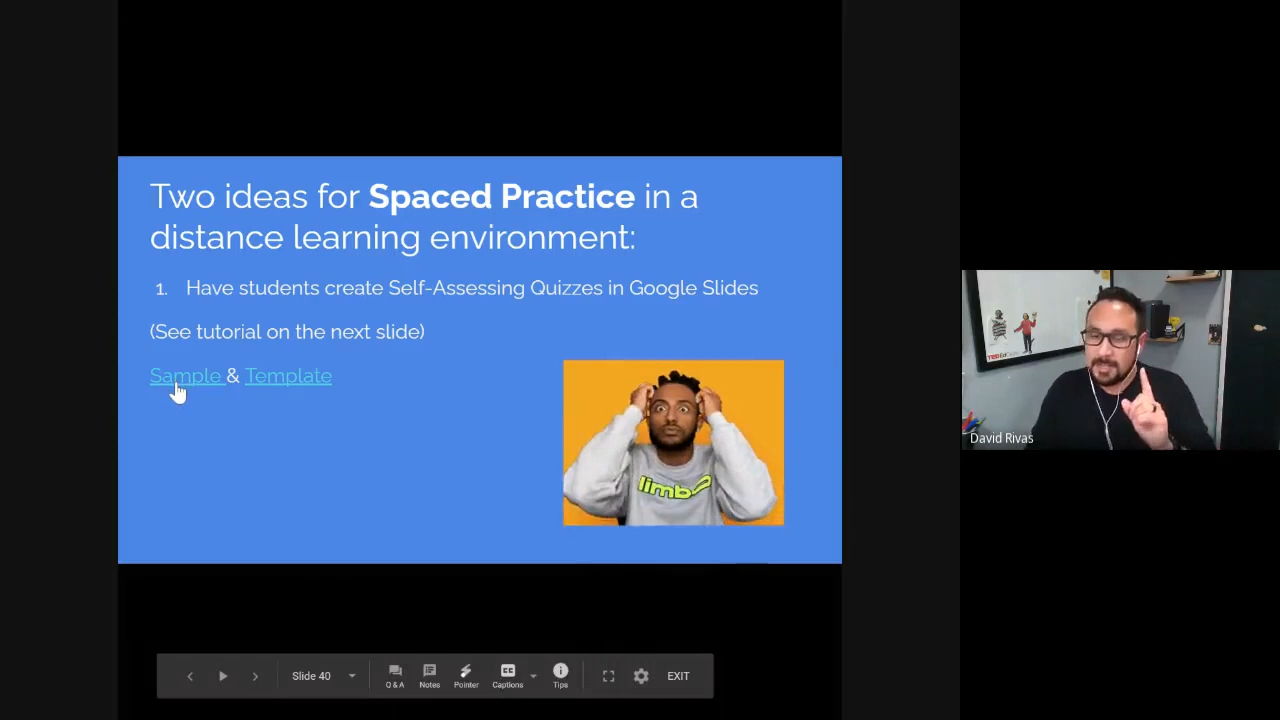 Two ideas for Spaced Practice in a
distance learning environment:
1. Have students create Self-Assessing Quizzes in Google Slides
(See tutorial on the next slide)
Sample & Template
David Rivas
Slide 40
Q & A
Notes
Pointer
CC
Captions
Tips
EXIT